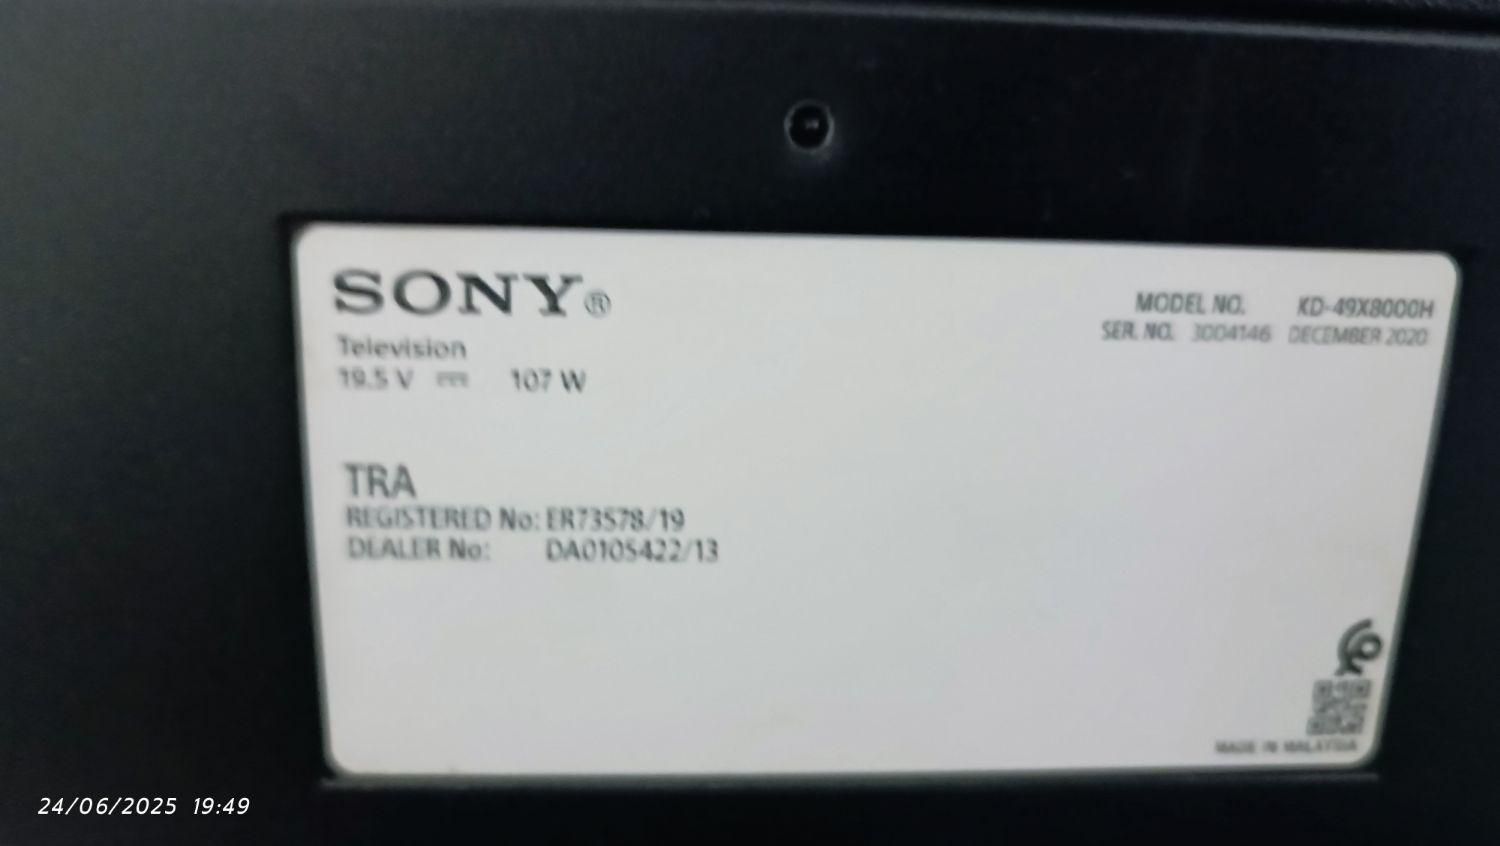 SONY®
Television
19.5 V ⎓ 107 W
MODEL NO. KD-49X8000H
SER. NO. 3004146 DECEMBER 2020
TRA
REGISTERED No: ER73578/19
DEALER No: DA0105422/13
MADE IN MALAYSIA
24/06/2025 19:49